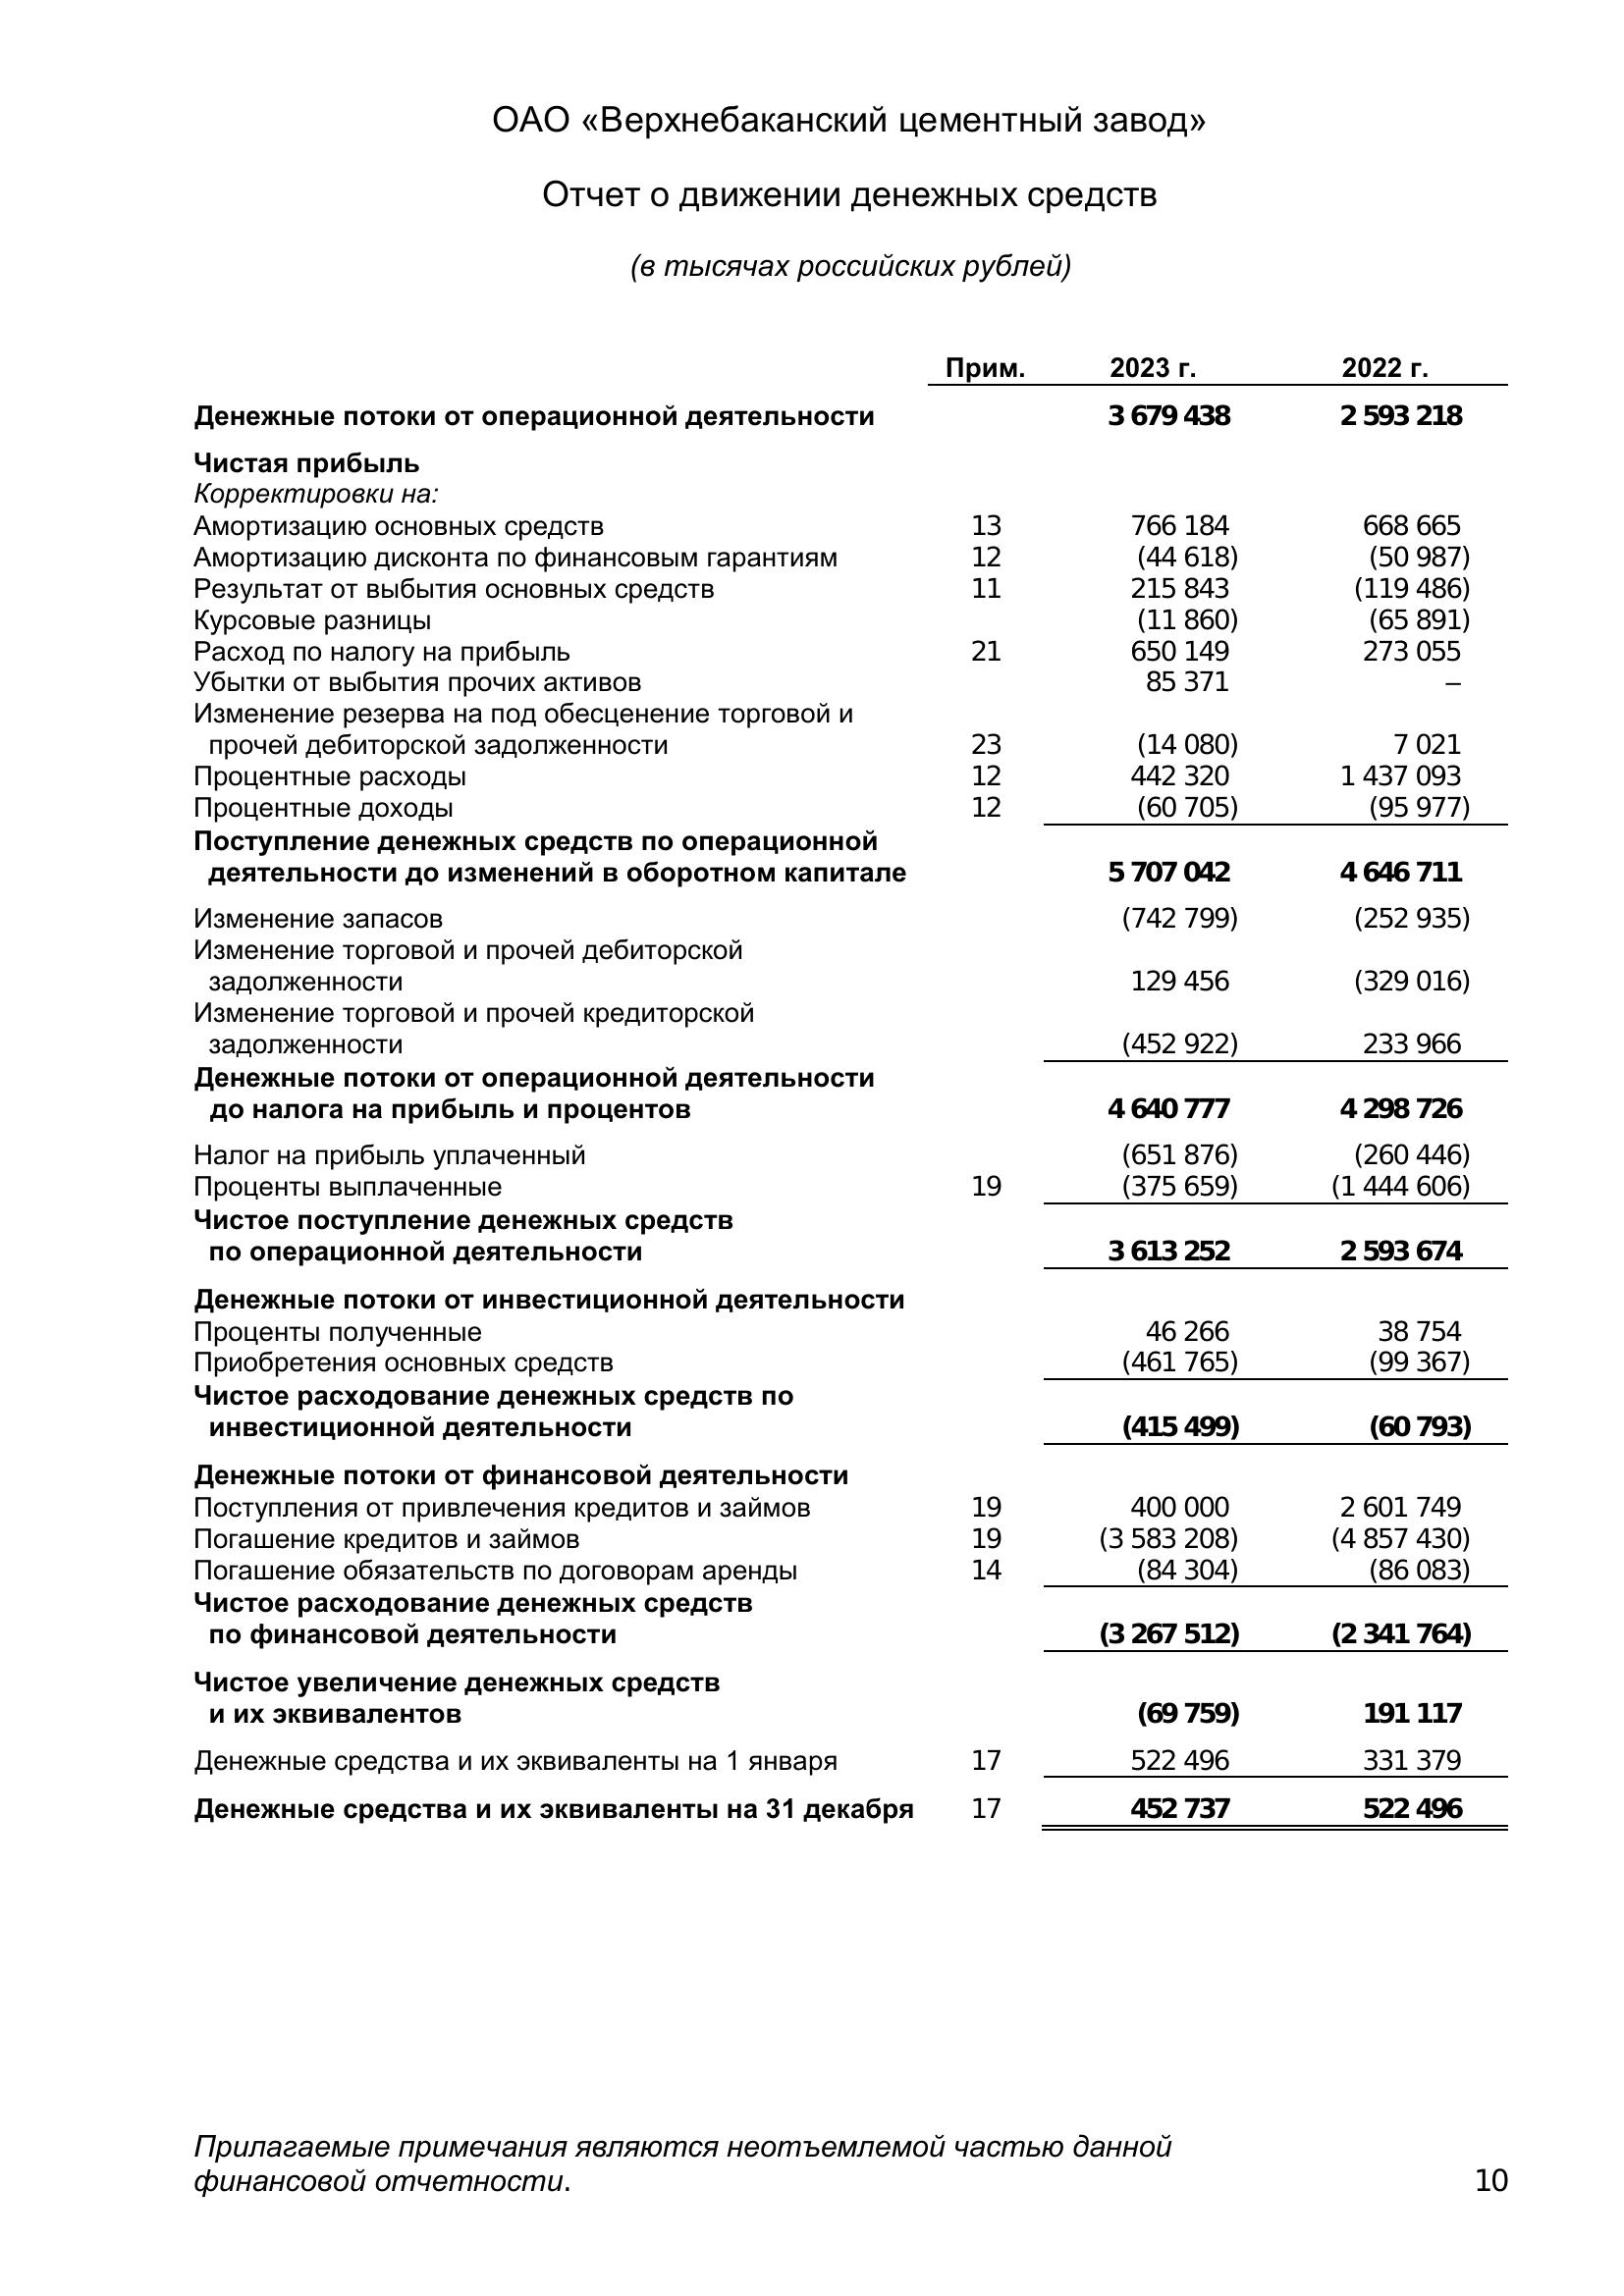 ОАО «Верхнебаканский цементный завод»
Отчет о движении денежных средств
(в тысячах российских рублей)
Прим. 2023 г. 2022 г.
Денежные потоки от операционной деятельности 3 679 438 2 593 218
Чистая прибыль
Корректировки на:
Амортизацию основных средств 13 766 184 668 665
Амортизацию дисконта по финансовым гарантиям 12 (44 618) (50 987)
Результат от выбытия основных средств 11 215 843 (119 486)
Курсовые разницы (11 860) (65 891)
Расход по налогу на прибыль 21 650 149 273 055
Убытки от выбытия прочих активов 85 371 –
Изменение резерва на под обесценение торговой и
прочей дебиторской задолженности 23 (14 080) 7 021
Процентные расходы 12 442 320 1 437 093
Процентные доходы 12 (60 705) (95 977)
Поступление денежных средств по операционной
деятельности до изменений в оборотном капитале 5 707 042 4 646 711
Изменение запасов (742 799) (252 935)
Изменение торговой и прочей дебиторской
задолженности 129 456 (329 016)
Изменение торговой и прочей кредиторской
задолженности (452 922) 233 966
Денежные потоки от операционной деятельности
до налога на прибыль и процентов 4 640 777 4 298 726
Налог на прибыль уплаченный (651 876) (260 446)
Проценты выплаченные 19 (375 659) (1 444 606)
Чистое поступление денежных средств
по операционной деятельности 3 613 252 2 593 674
Денежные потоки от инвестиционной деятельности
Проценты полученные 46 266 38 754
Приобретения основных средств (461 765) (99 367)
Чистое расходование денежных средств по
инвестиционной деятельности (415 499) (60 793)
Денежные потоки от финансовой деятельности
Поступления от привлечения кредитов и займов 19 400 000 2 601 749
Погашение кредитов и займов 19 (3 583 208) (4 857 430)
Погашение обязательств по договорам аренды 14 (84 304) (86 083)
Чистое расходование денежных средств
по финансовой деятельности (3 267 512) (2 341 764)
Чистое увеличение денежных средств
и их эквивалентов (69 759) 191 117
Денежные средства и их эквиваленты на 1 января 17 522 496 331 379
Денежные средства и их эквиваленты на 31 декабря 17 452 737 522 496
Прилагаемые примечания являются неотъемлемой частью данной
финансовой отчетности. 10